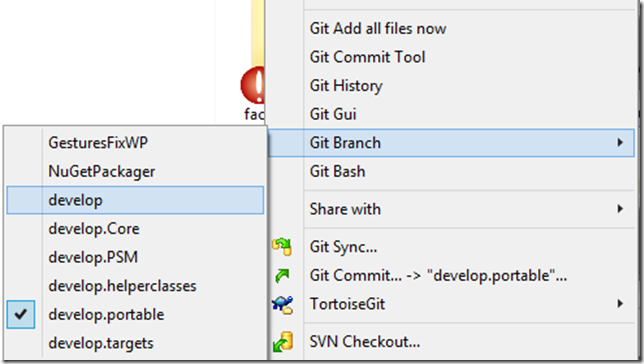 Git Add all files now
Git Commit Tool
Git History
Git Gui
fac
Git Branch
Git Bash
Share with
Git Sync...
Git Commit... -> "develop.portable"...
TortoiseGit
SVN Checkout...
GesturesFixWP
NuGetPackager
develop
develop.Core
develop.PSM
develop.helperclasses
develop.portable
develop.targets